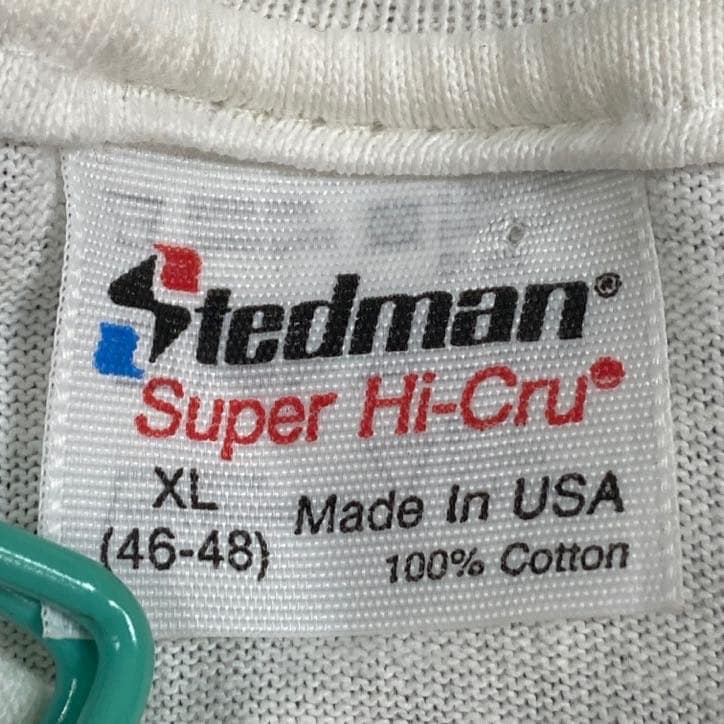 Stedman®
Super Hi-Cru®
XL
(46-48)
Made In USA
100% Cotton